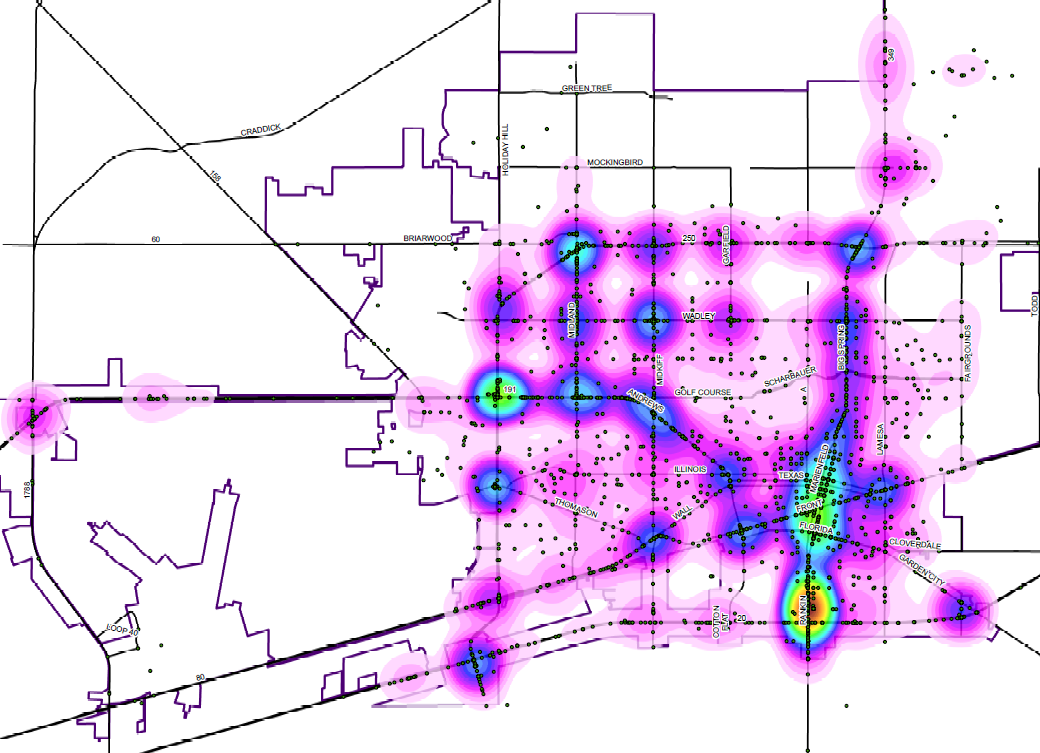 349
GREEN TREE
CRADDICK
HOLIDAY HILL
MOCKINGBIRD
158
60
BRIARWOOD
250
GARFIELD
TODD
MIDLAND
WADLEY
BIG SPRING
FAIRGROUNDS
MIDKIFF
SCHARBAUER
191
GOLF COURSE
A
ANDREWS
LAMESA
MARIENFELD
ILLINOIS
TEXAS
1788
THOMASON
WALL
FRONT
FLORIDA
CLOVERDALE
GARDEN CITY
RANKIN
COTTON
FLAT
20
LOOP 40
80